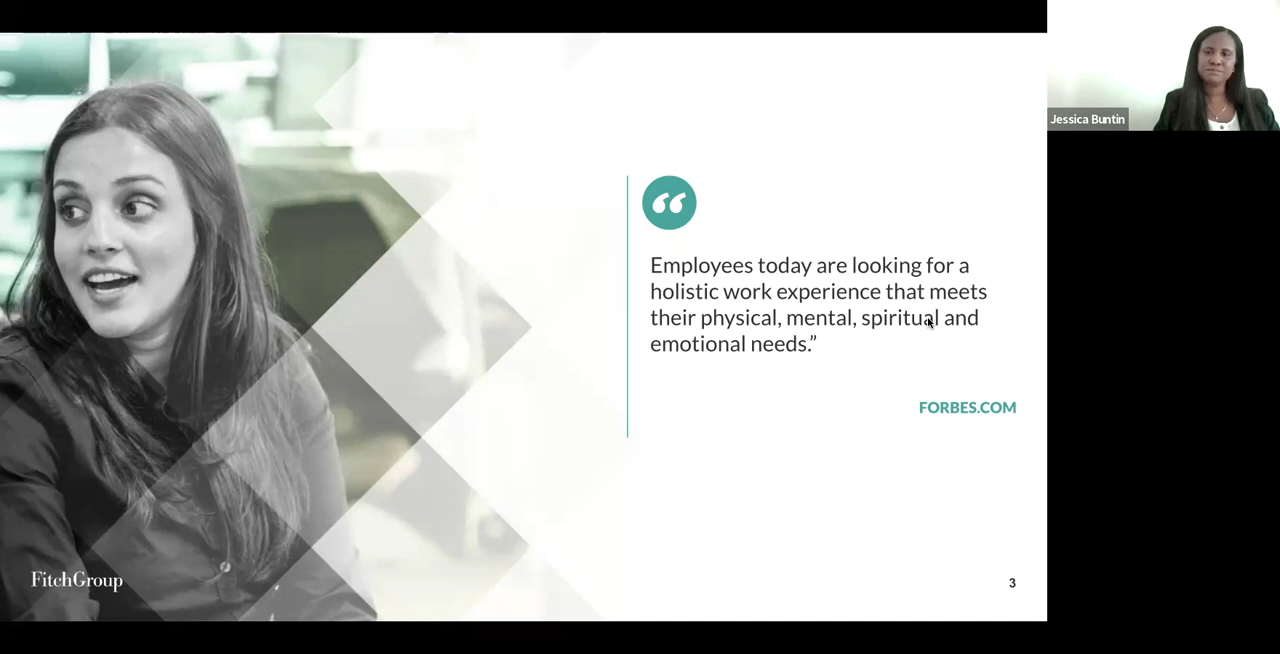 Jessica Buntin
“
Employees today are looking for a
holistic work experience that meets
their physical, mental, spiritual and
emotional needs.”
FORBES.COM
FitchGroup
3